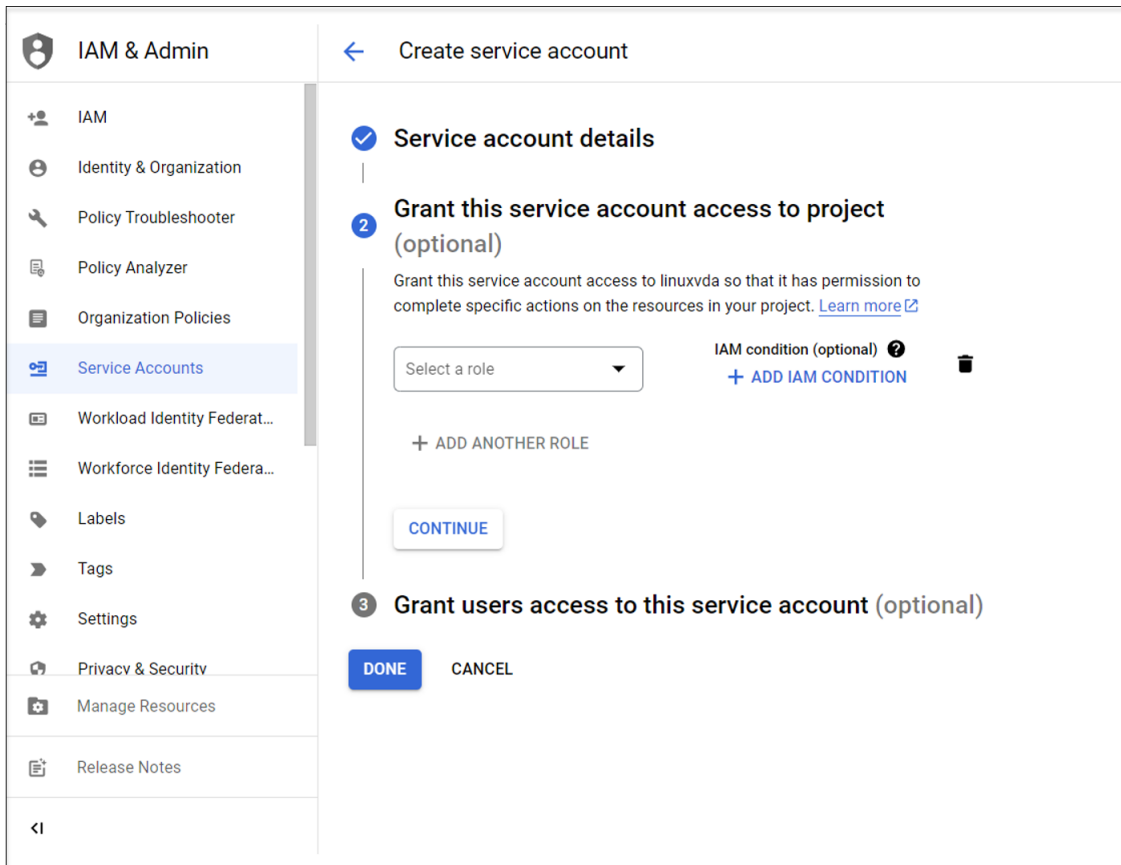 IAM & Admin
Create service account
IAM
Identity & Organization
Policy Troubleshooter
Policy Analyzer
Organization Policies
Service Accounts
Workload Identity Federat...
Workforce Identity Federa...
Labels
Tags
Settings
Privacy & Security
Manage Resources
Release Notes
Service account details
2
Grant this service account access to project
(optional)
Grant this service account access to linuxvda so that it has permission to
complete specific actions on the resources in your project. Learn more
Select a role
IAM condition (optional) ?
+ ADD IAM CONDITION
+ ADD ANOTHER ROLE
CONTINUE
3
Grant users access to this service account (optional)
DONE
CANCEL